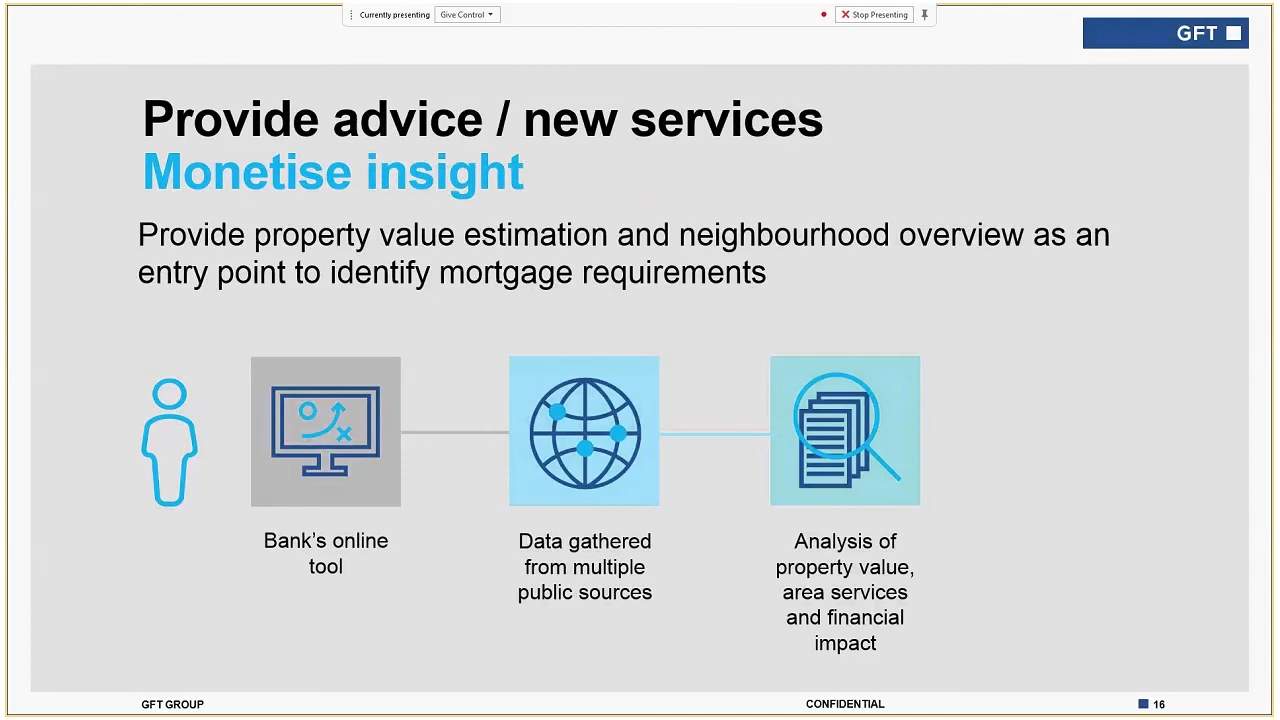 Currently presenting
Give Control
Stop Presenting
GFT
Provide advice / new services
Monetise insight
Provide property value estimation and neighbourhood overview as an
entry point to identify mortgage requirements
Bank’s online
tool
Data gathered
from multiple
public sources
Analysis of
property value,
area services
and financial
impact
GFT GROUP
CONFIDENTIAL
16